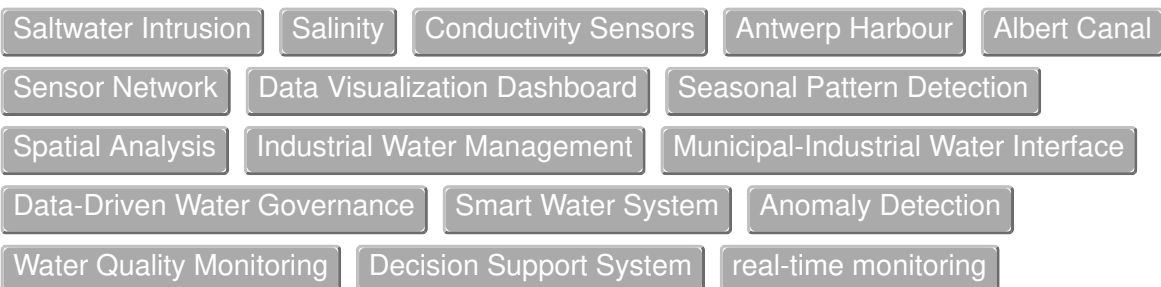 Saltwater Intrusion Salinity Conductivity Sensors Antwerp Harbour Albert Canal
Sensor Network Data Visualization Dashboard Seasonal Pattern Detection
Spatial Analysis Industrial Water Management Municipal-Industrial Water Interface
Data-Driven Water Governance Smart Water System Anomaly Detection
Water Quality Monitoring Decision Support System real-time monitoring